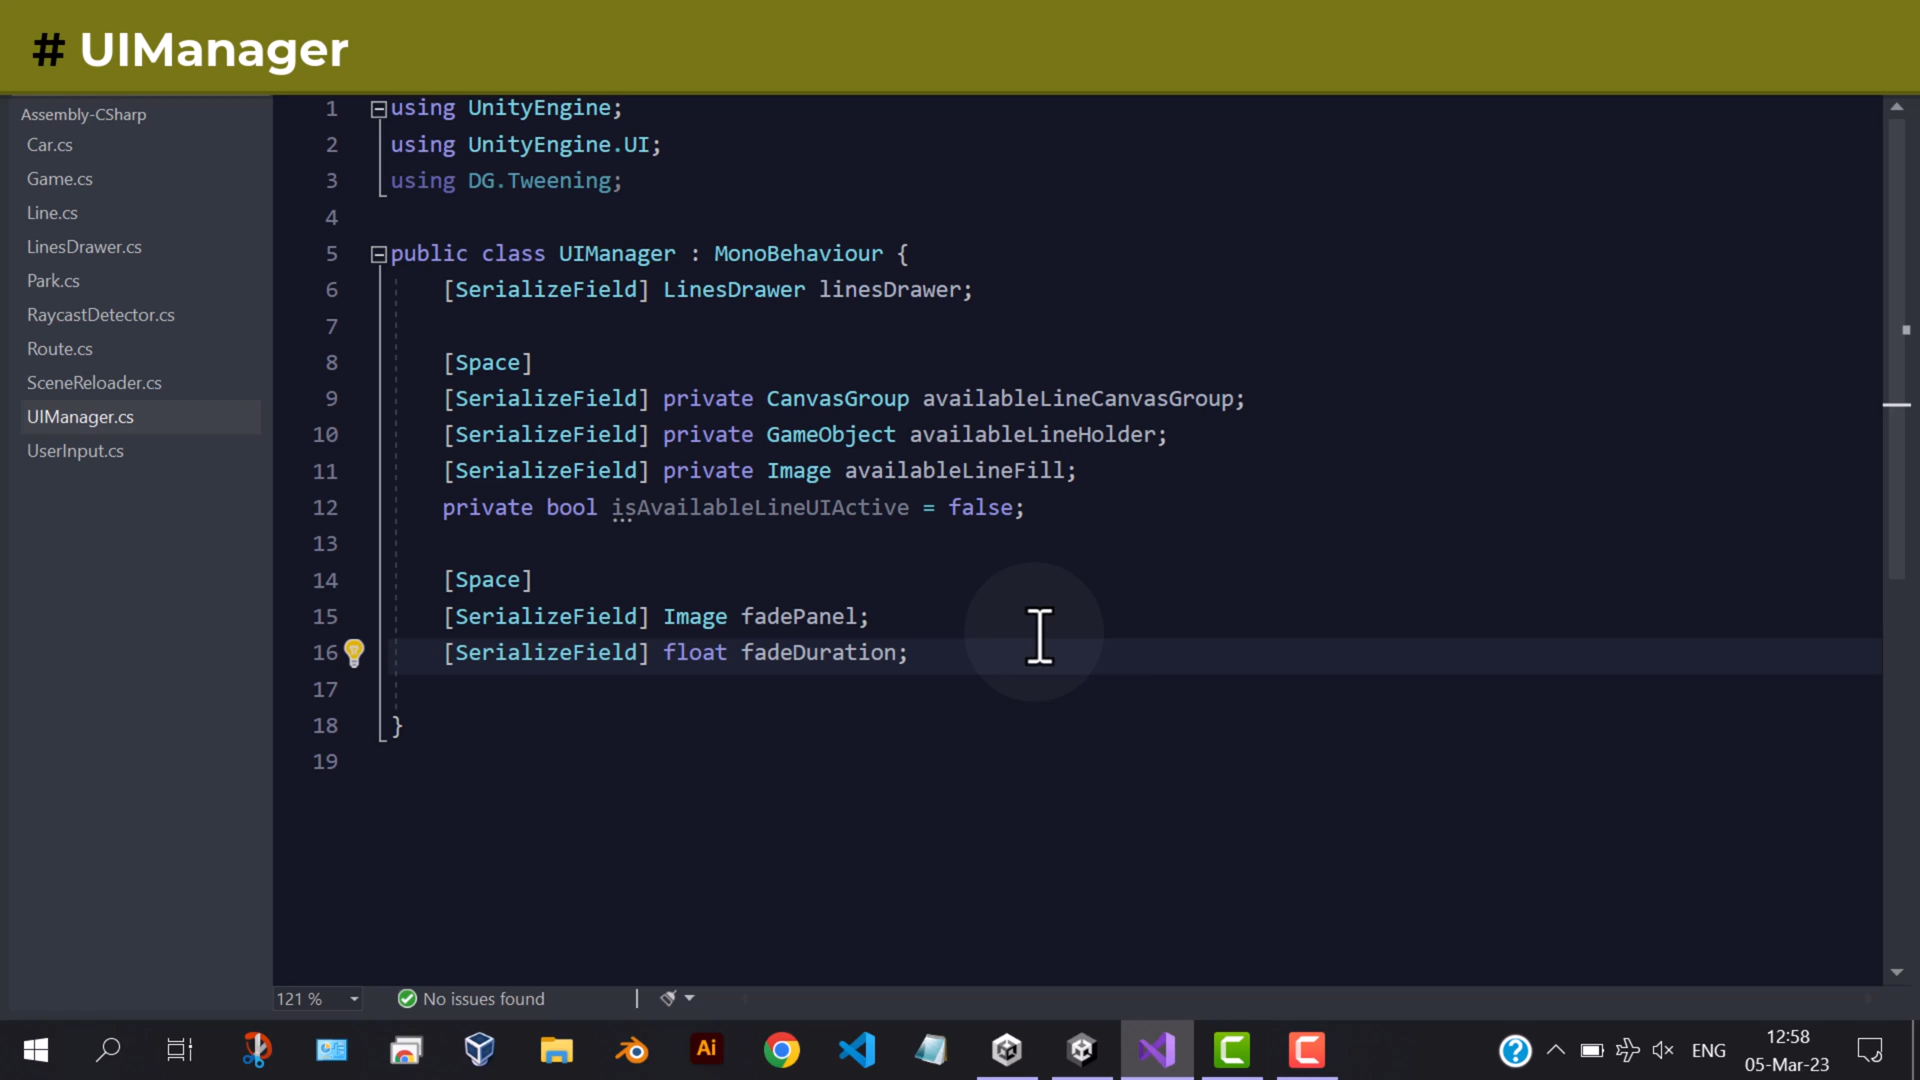 # UIManager
Assembly-CSharp
Car.cs
Game.cs
Line.cs
LinesDrawer.cs
Park.cs
RaycastDetector.cs
Route.cs
SceneReloader.cs
UIManager.cs
UserInput.cs
1 using UnityEngine;
2 using UnityEngine.UI;
3 using DG.Tweening;
4
5 public class UIManager : MonoBehaviour {
6 [SerializeField] LinesDrawer linesDrawer;
7
8 [Space]
9 [SerializeField] private CanvasGroup availableLineCanvasGroup;
10 [SerializeField] private GameObject availableLineHolder;
11 [SerializeField] private Image availableLineFill;
12 private bool isAvailableLineUIActive = false;
13
14 [Space]
15 [SerializeField] Image fadePanel;
16 [SerializeField] float fadeDuration;
17
18 }
19
121 % No issues found
Ai
ENG
12:58
05-Mar-23